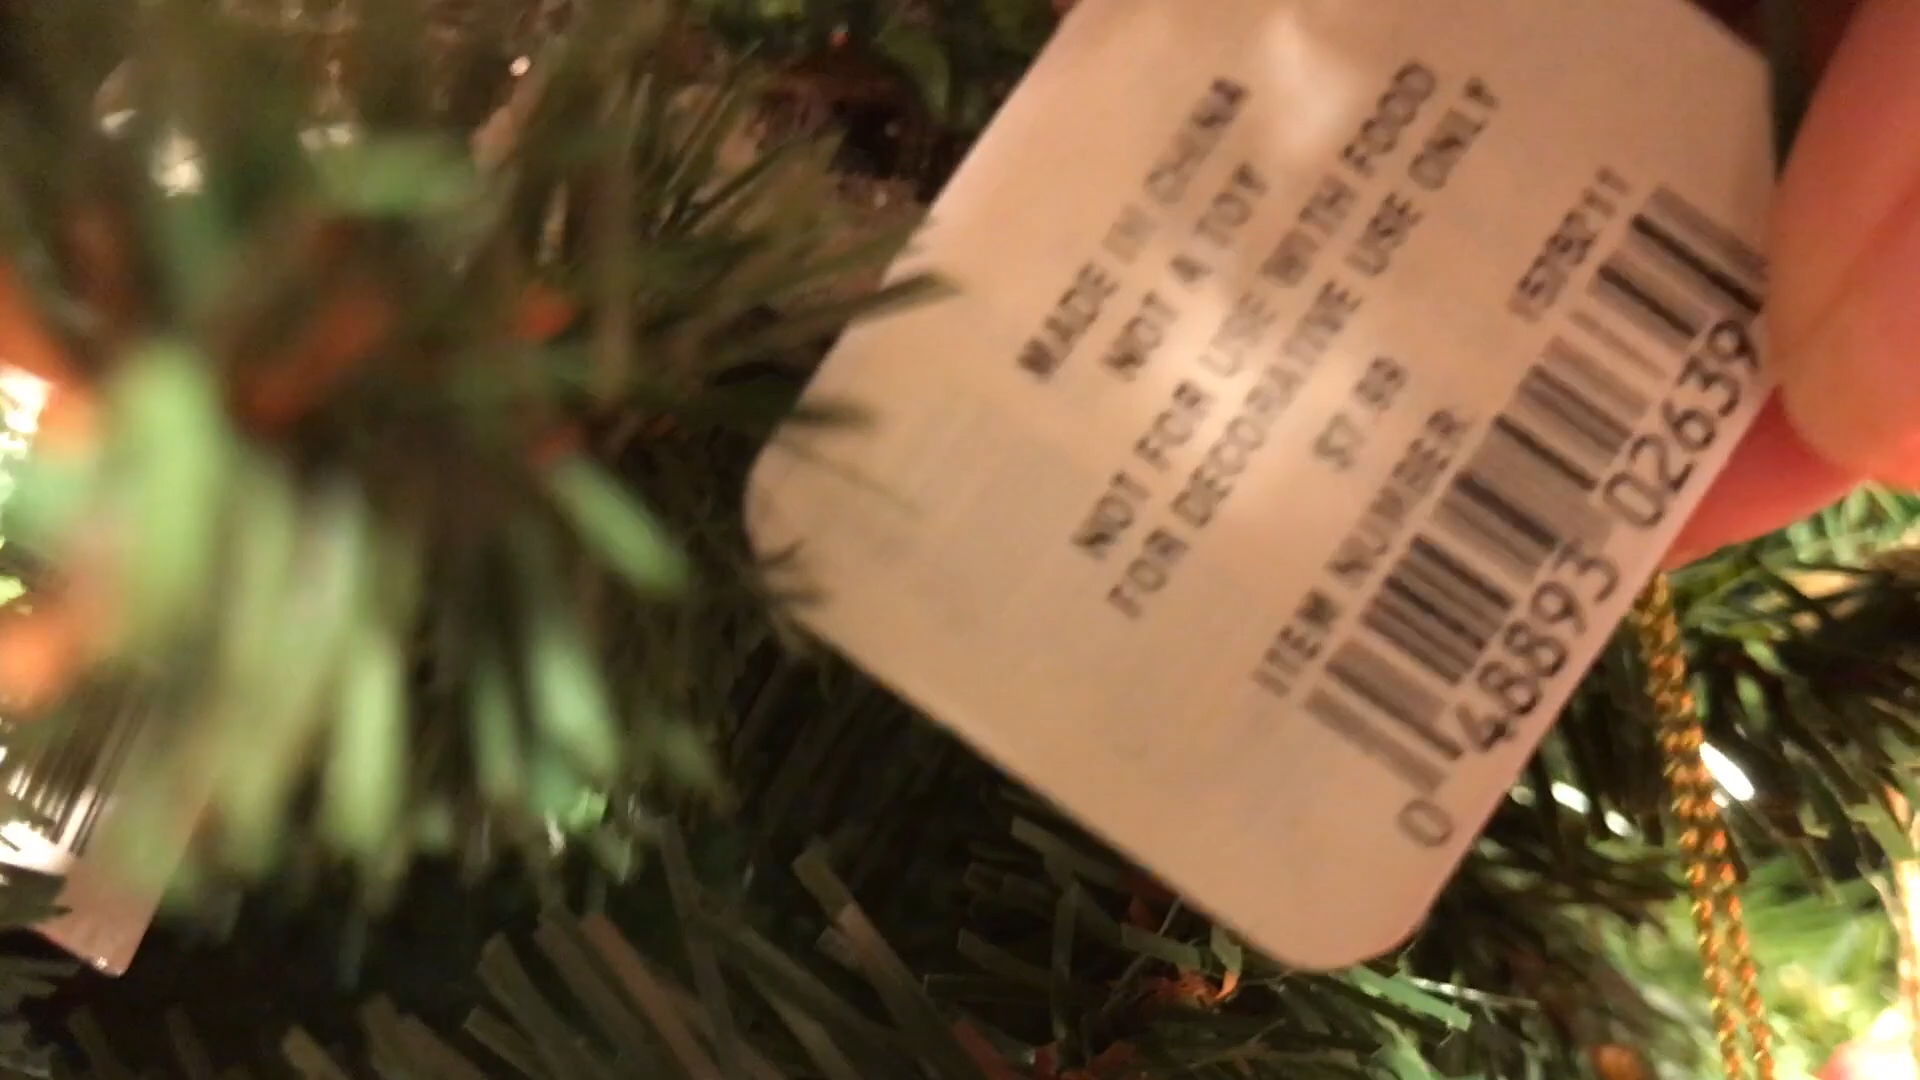 MADE IN CHINA
NOT A TOY
NOT FOR USE WITH FOOD
FOR DECORATIVE USE ONLY
ITEM NUMBER
0 48893 02639